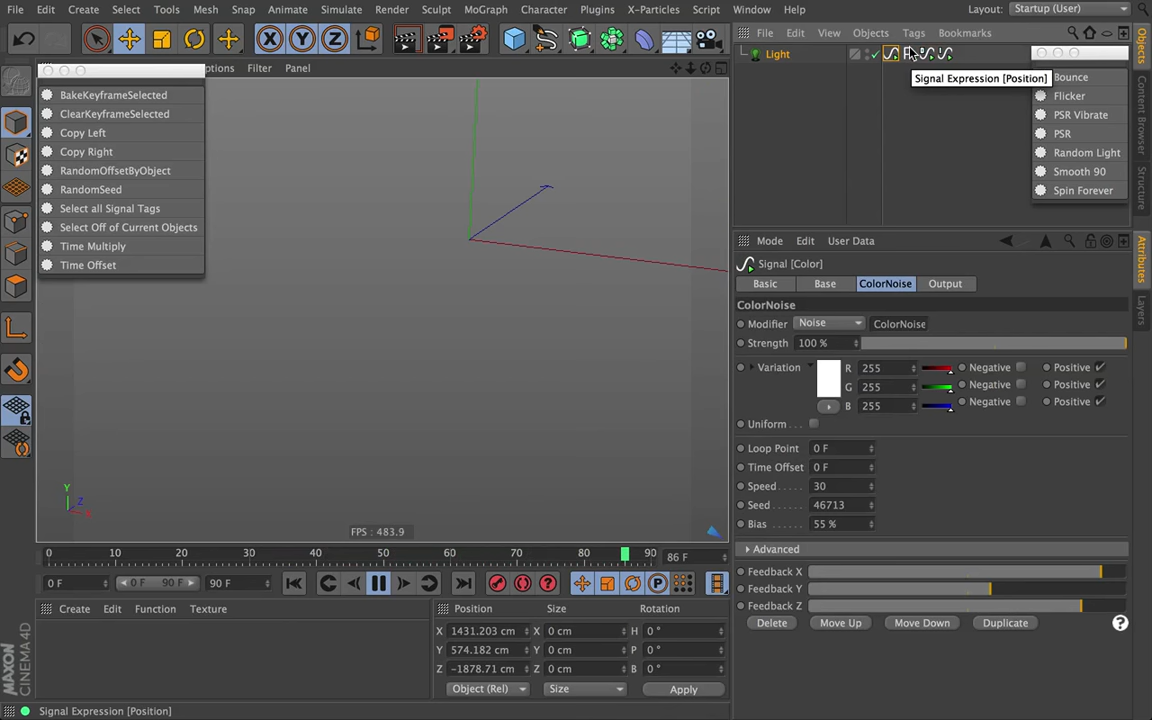 File Edit Create Select Tools Mesh Snap Animate Simulate Render Sculpt MoGraph Character Plugins X-Particles Script Window Help Layout: Startup (User)
X Y Z
File Edit View Objects Tags Bookmarks
Light
Signal Expression [Position]
ptions Filter Panel
BakeKeyframeSelected
ClearKeyframeSelected
Copy Left
Copy Right
RandomOffsetByObject
RandomSeed
Select all Signal Tags
Select Off of Current Objects
Time Multiply
Time Offset
Bounce
Flicker
PSR Vibrate
PSR
Random Light
Smooth 90
Spin Forever
Objects
Content Browser
Structure
Attributes
Layers
Mode Edit User Data
Signal [Color]
Basic Base ColorNoise Output
ColorNoise
Modifier Noise ColorNoise
Strength 100 %
Variation R 255 Negative Positive
G 255 Negative Positive
B 255 Negative Positive
Uniform . . .
Loop Point 0 F
Time Offset 0 F
Speed..... 30
Seed ...... 46713
Bias ....... 55 %
Advanced
Feedback X
Feedback Y
Feedback Z
Delete Move Up Move Down Duplicate ?
Y
Z
X
FPS : 483.9
0 10 20 30 40 50 60 70 80 90 86 F
0 F 0 F 90 F 90 F
? P
Create Edit Function Texture
Position Size Rotation
X 1431.203 cm X 0 cm H 0 °
Y 574.182 cm Y 0 cm P 0 °
Z -1878.71 cm Z 0 cm B 0 °
Object (Rel) Size Apply
MAXON
CINEMA 4D
Signal Expression [Position]